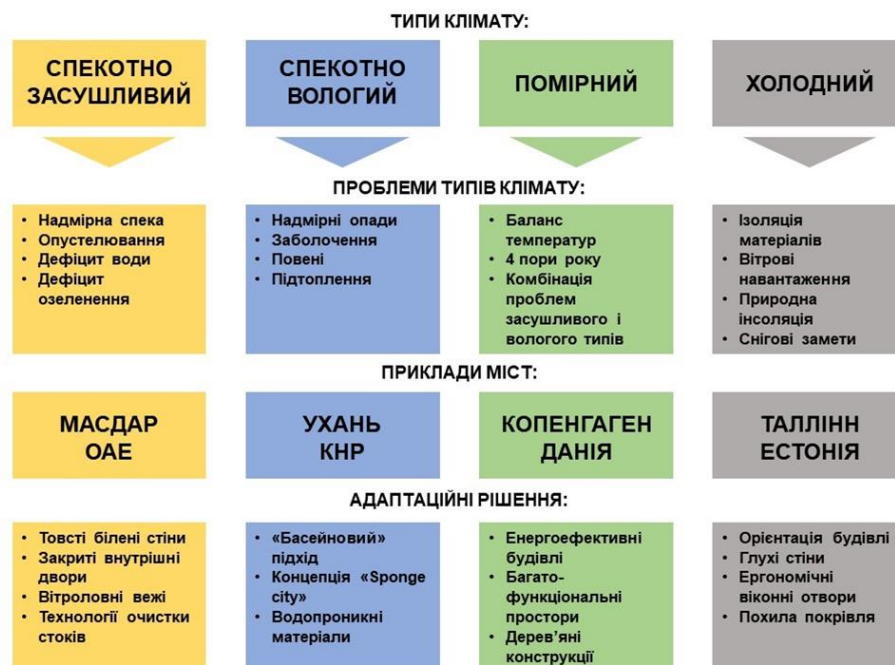 ТИПИ КЛІМАТУ:
СПЕКОТНО
ЗАСУШЛИВИЙ
СПЕКОТНО
ВОЛОГИЙ
ПОМІРНИЙ
ХОЛОДНИЙ
ПРОБЛЕМИ ТИПІВ КЛІМАТУ:
• Надмірна спека
• Опустелювання
• Дефіцит води
• Дефіцит
озеленення
• Надмірні опади
• Заболочення
• Повені
• Підтоплення
• Баланс
температур
• 4 пори року
• Комбінація
проблем
засушливого і
вологого типів
• Ізоляція
матеріалів
• Вітрові
навантаження
• Природна
інсоляція
• Снігові замети
ПРИКЛАДИ МІСТ:
МАСДАР
ОАЕ
УХАНЬ
КНР
КОПЕНГАГЕН
ДАНІЯ
ТАЛЛІНН
ЕСТОНІЯ
АДАПТАЦІЙНІ РІШЕННЯ:
• Товсті білені стіни
• Закриті внутрішні
двори
• Вітроловні вежі
• Технології очистки
стоків
• «Басейновий»
підхід
• Концепція «Sponge
city»
• Водопроникні
матеріали
• Енергоефективні
будівлі
• Багато-
функціональні
простори
• Дерев’яні
конструкції
• Орієнтація будівлі
• Глухі стіни
• Ергономічні
віконні отвори
• Похила покрівля